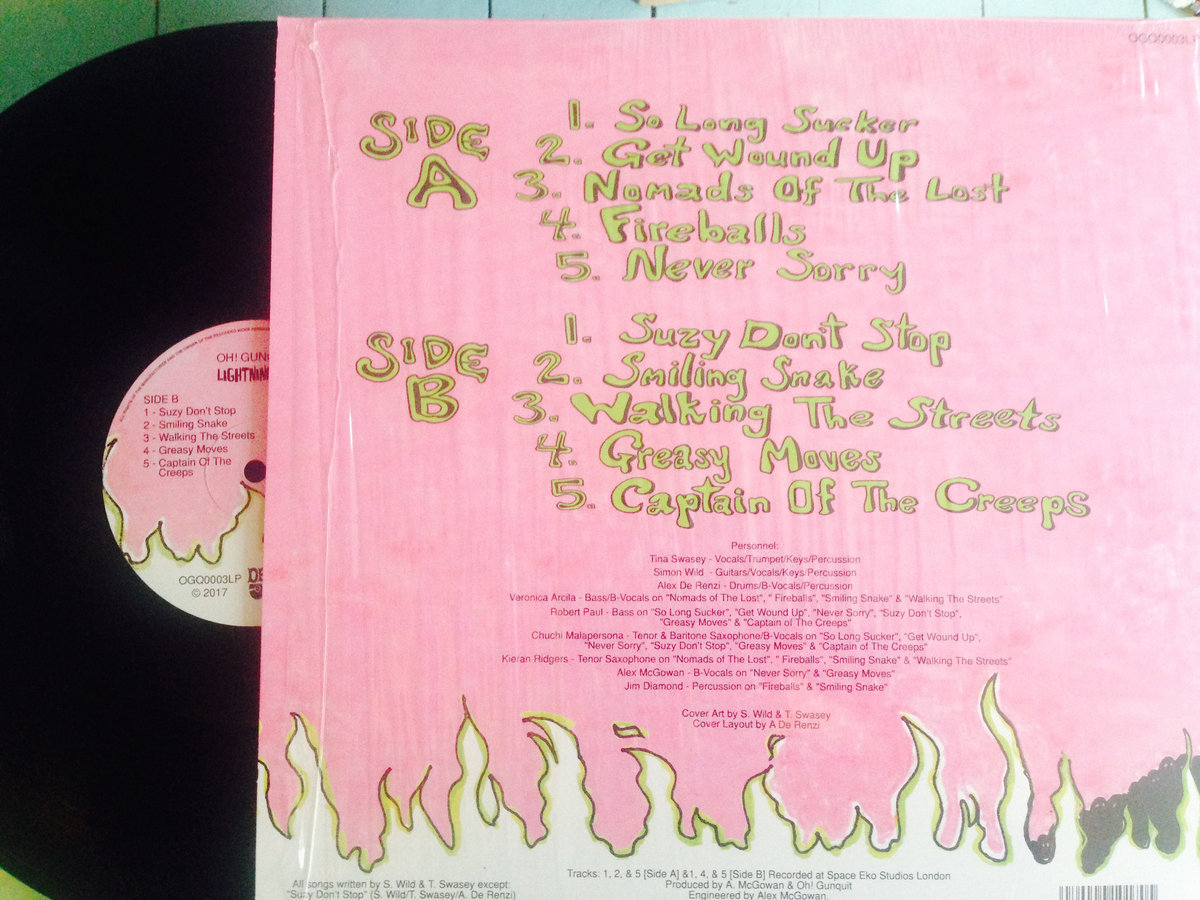 OGQ0003LP
SIDE A
1. So Long Sucker
2. Get Wound Up
3. Nomads Of The Lost
4. Fireballs
5. Never Sorry
SIDE B
1. Suzy Don't Stop
2. Smiling Snake
3. Walking The Streets
4. Greasy Moves
5. Captain Of The Creeps
Personnel:
Tina Swasey - Vocals/Trumpet/Keys/Percussion
Simon Wild - Guitars/Vocals/Keys/Percussion
Alex De Renzi - Drums/B-Vocals/Percussion
Veronica Arcila - Bass/B-Vocals on "Nomads of The Lost", " Fireballs", "Smiling Snake" & "Walking The Streets"
Robert Paul - Bass on "So Long Sucker", "Get Wound Up", "Never Sorry", "Suzy Don't Stop",
"Greasy Moves" & "Captain of The Creeps"
Chuchi Malapersona - Tenor & Baritone Saxophone/B-Vocals on "So Long Sucker", "Get Wound Up",
"Never Sorry", "Suzy Don't Stop", "Greasy Moves" & "Captain of The Creeps"
Kieran Ridgers - Tenor Saxophone on "Nomads of The Lost", " Fireballs", "Smiling Snake" & "Walking The Streets"
Alex McGowan - B-Vocals on "Never Sorry" & "Greasy Moves"
Jim Diamond - Percussion on "Fireballs" & "Smiling Snake"
Cover Art by S. Wild & T. Swasey
Cover Layout by A De Renzi
All songs written by S. Wild & T. Swasey except:
"Suzy Don't Stop" (S. Wild/T. Swasey/A. De Renzi)
Tracks: 1, 2, & 5 [Side A] &1, 4, & 5 [Side B] Recorded at Space Eko Studios London
Produced by A. McGowan & Oh! Gunquit
Engineered by Alex McGowan.
OH! GUN
LIGHTNIN
SIDE B
1 - Suzy Don't Stop
2 - Smiling Snake
3 - Walking The Streets
4 - Greasy Moves
5 - Captain Of The
Creeps
OGQ0003LP
© 2017